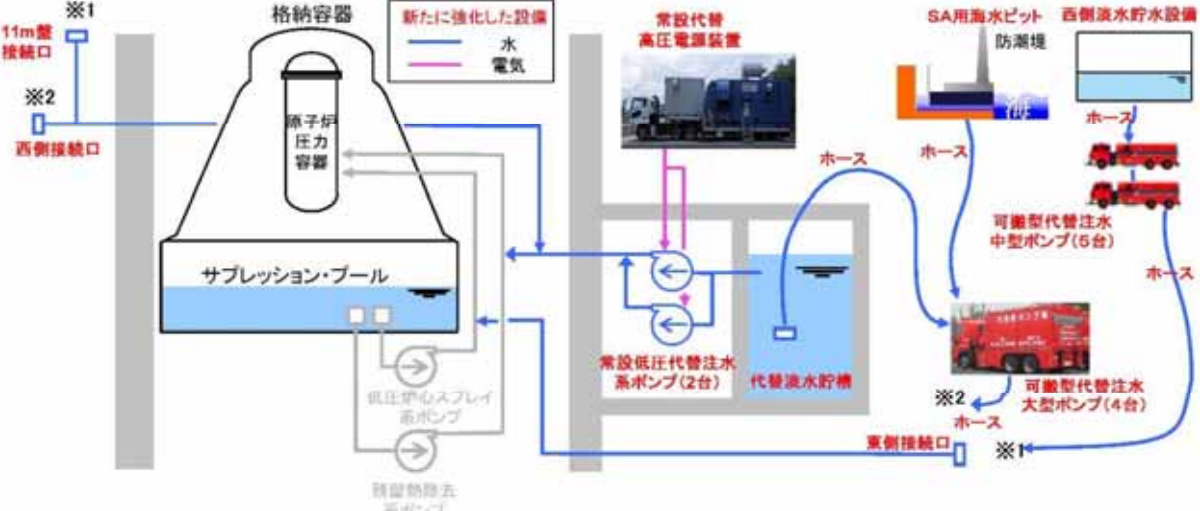 ※1
11m盤
接続口
※2
西側接続口
格納容器
原子炉
圧力
容器
サプレッション・プール
低圧炉心スプレイ
系ポンプ
残留熱除去
系ポンプ
新たに強化した設備
水
電気
常設代替
高圧電源装置
常設低圧代替注水
系ポンプ(2台)
代替淡水貯槽
ホース
SA用海水ピット
防潮堤
海
ホース
西側淡水貯水設備
ホース
可搬型代替注水
中型ポンプ(5台)
ホース
可搬型代替注水
大型ポンプ(4台)
※2
ホース
東側接続口
※1